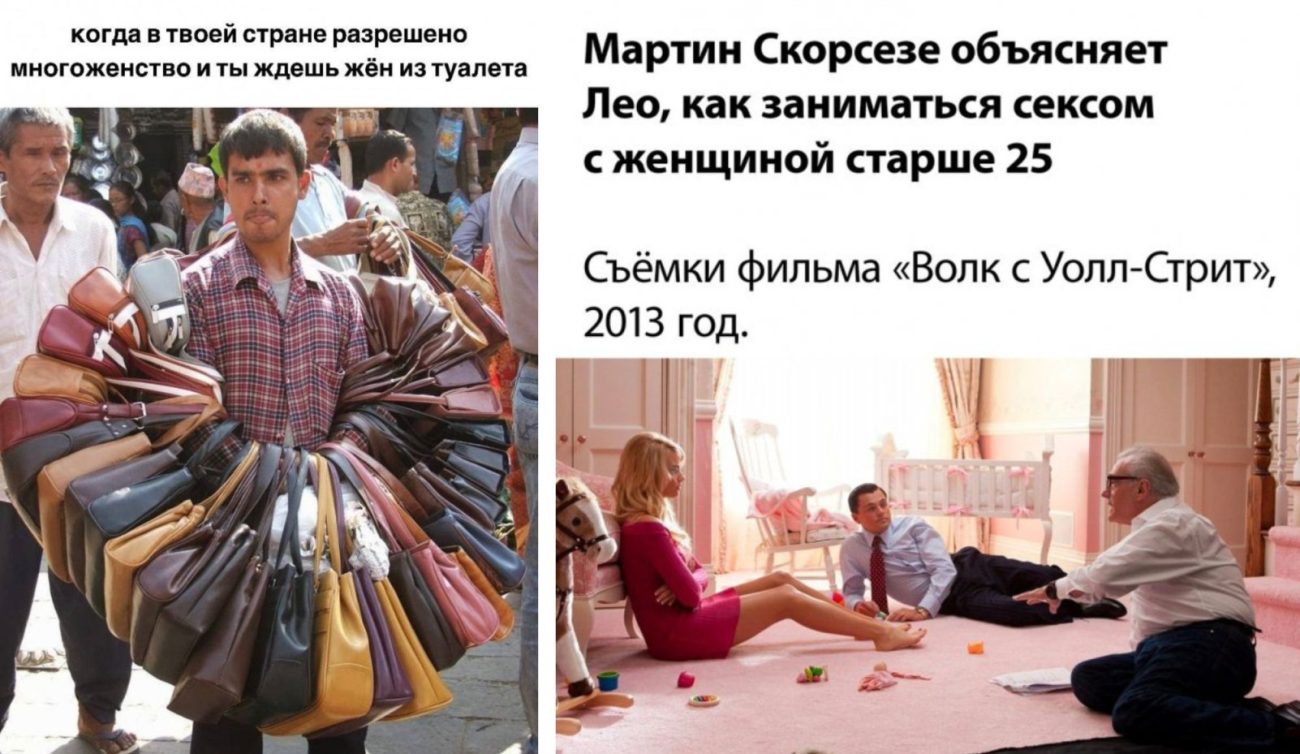 когда в твоей стране разрешено
многоженство и ты ждешь жён из туалета
Мартин Скорсезе объясняет
Лео, как заниматься сексом
с женщиной старше 25
Съёмки фильма «Волк с Уолл-Стрит»,
2013 год.